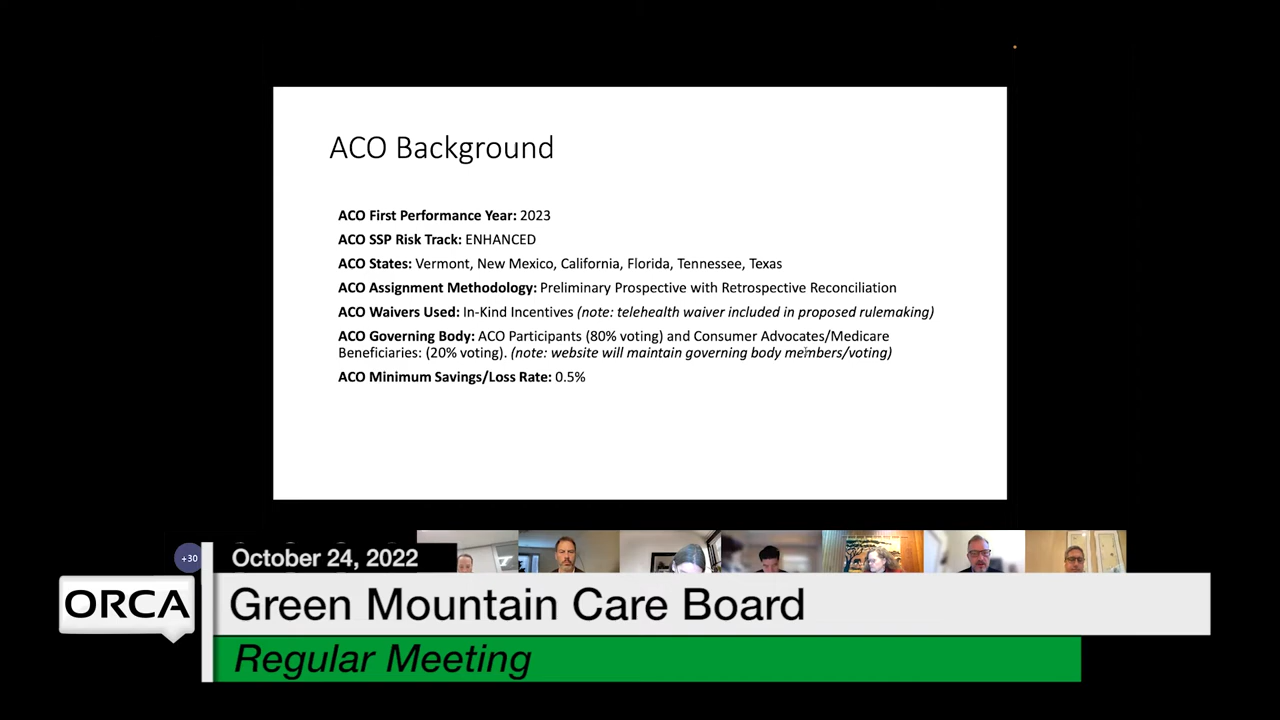 ACO Background
ACO First Performance Year: 2023
ACO SSP Risk Track: ENHANCED
ACO States: Vermont, New Mexico, California, Florida, Tennessee, Texas
ACO Assignment Methodology: Preliminary Prospective with Retrospective Reconciliation
ACO Waivers Used: In-Kind Incentives (note: telehealth waiver included in proposed rulemaking)
ACO Governing Body: ACO Participants (80% voting) and Consumer Advocates/Medicare
Beneficiaries: (20% voting). (note: website will maintain governing body members/voting)
ACO Minimum Savings/Loss Rate: 0.5%
+30
October 24, 2022
ORCA
Green Mountain Care Board
Regular Meeting